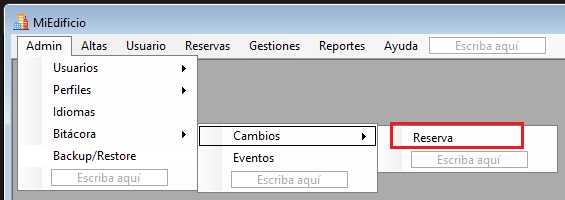 MiEdificio
Admin Altas Usuario Reservas Gestiones Reportes Ayuda Escriba aquí
Usuarios
Perfiles
Idiomas
Bitácora
Backup/Restore
Escriba aquí
Cambios
Eventos
Escriba aquí
Reserva
Escriba aquí